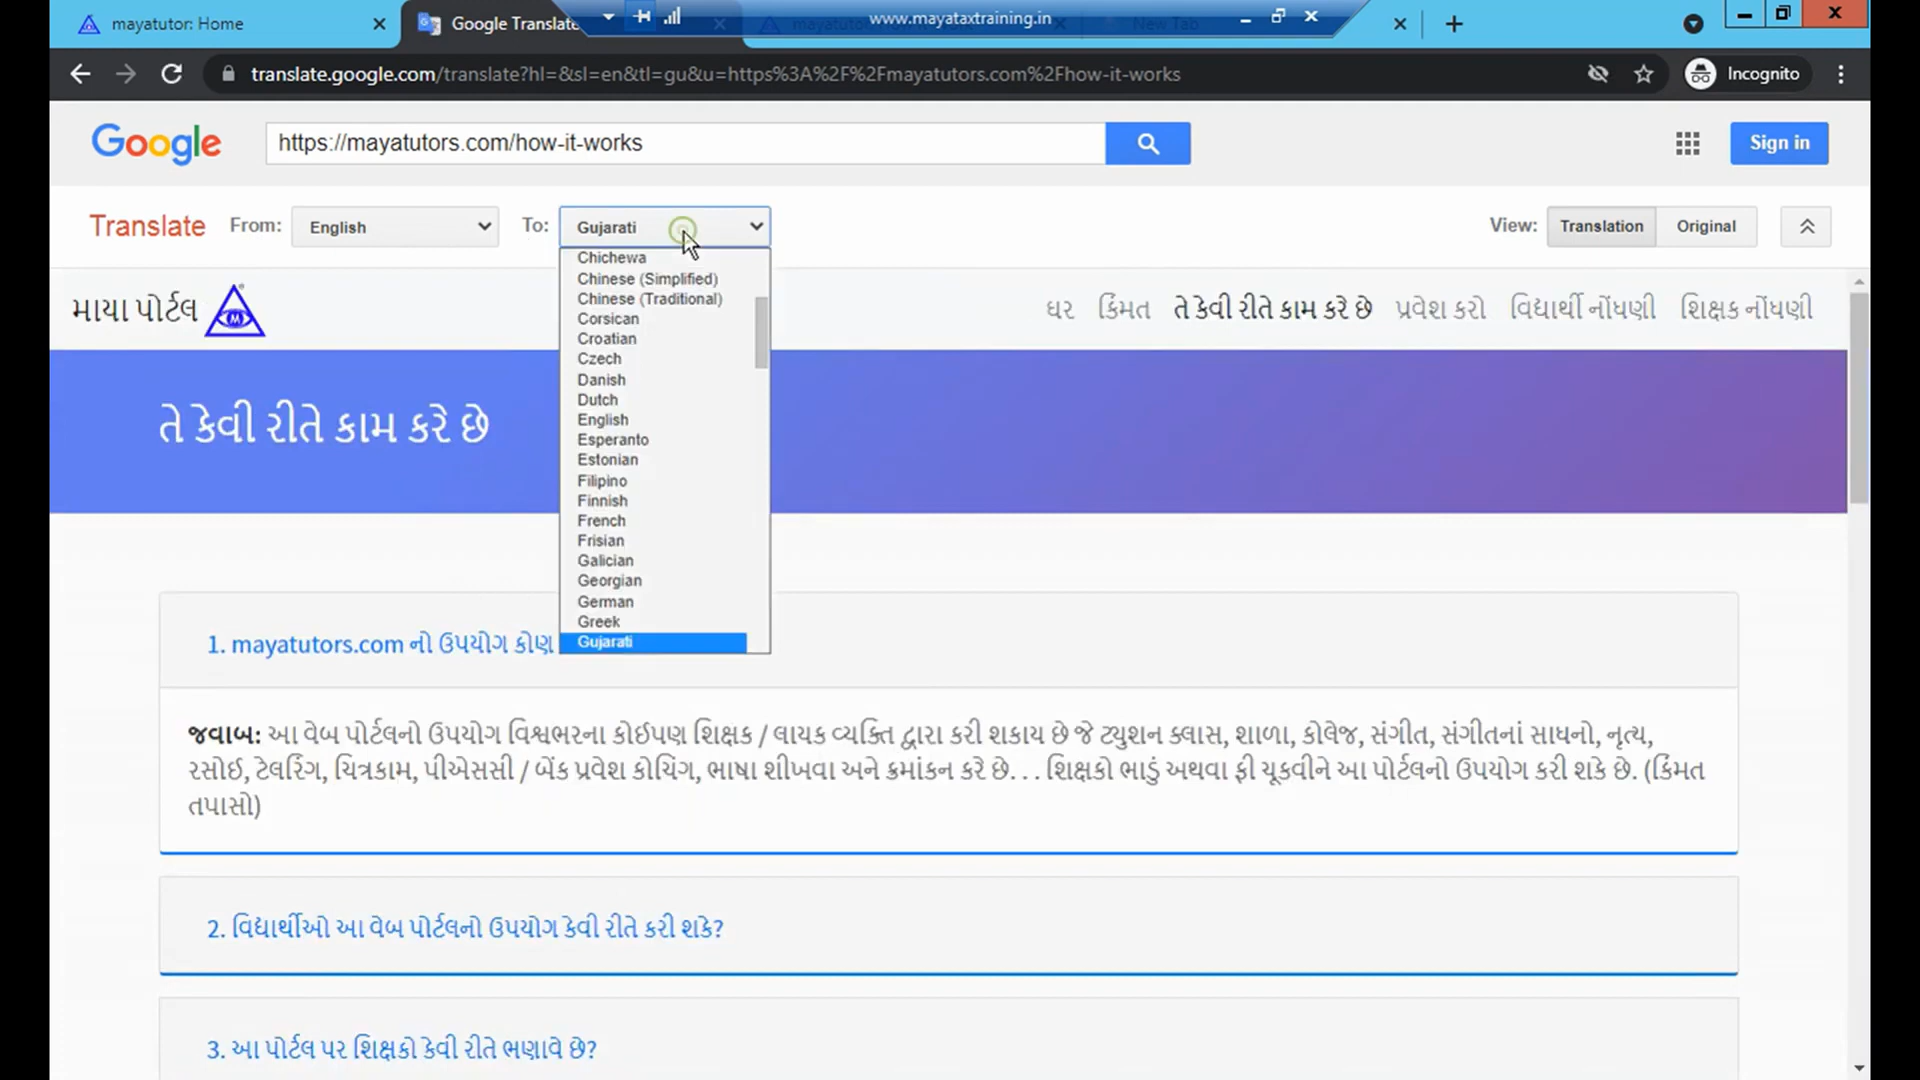 mayatutor: Home
Google Translate
www.mayataxtraining.in
New Tab
translate.google.com/translate?hl=&sl=en&tl=gu&u=https%3A%2F%2Fmayatutors.com%2Fhow-it-works
Incognito
Google
https://mayatutors.com/how-it-works
Sign in
Translate
From:
English
To:
Gujarati
View:
Translation
Original
Chichewa
Chinese (Simplified)
Chinese (Traditional)
Corsican
Croatian
Czech
Danish
Dutch
English
Esperanto
Estonian
Filipino
Finnish
French
Frisian
Galician
Georgian
German
Greek
Gujarati
માયા પોર્ટલ
M
ઘર કિંમત તે કેવી રીતે કામ કરે છે પ્રવેશ કરો વિદ્યાર્થી નોંધણી શિક્ષક નોંધણી
તે કેવી રીતે કામ કરે છે
1. mayatutors.com નો ઉપયોગ કોણ
જવાબ: આ વેબ પોર્ટલનો ઉપયોગ વિશ્વભરના કોઈપણ શિક્ષક / લાયક વ્યક્તિ દ્વારા કરી શકાય છે જે ટ્યુશન ક્લાસ, શાળા, કોલેજ, સંગીત, સંગીતનાં સાધનો, નૃત્ય,
રસોઈ, ટેલરિંગ, ચિત્રકામ, પીએસસી / બેંક પ્રવેશ કોચિંગ, ભાષા શીખવા અને ક્રમાંકન કરે છે. . . શિક્ષકો ભાડું અથવા ફી ચૂકવીને આ પોર્ટલનો ઉપયોગ કરી શકે છે. (કિંમત
તપાસો)
2. વિદ્યાર્થીઓ આ વેબ પોર્ટલનો ઉપયોગ કેવી રીતે કરી શકે?
3. આ પોર્ટલ પર શિક્ષકો કેવી રીતે ભણાવે છે?